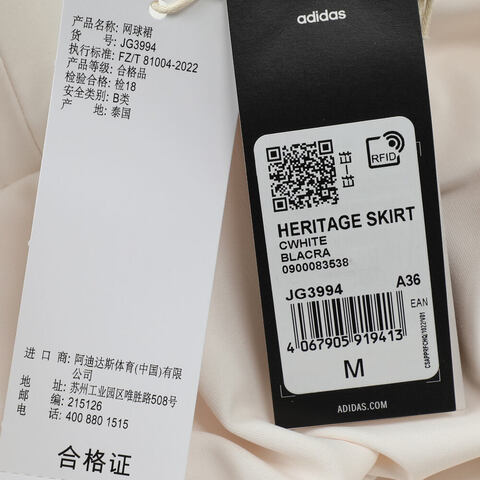 产品名称: 网球裙
货 号: JG3994
执行标准: FZ/T 81004-2022
产品等级: 合格品
检验合格: 检18
安全类别: B类
产 地: 泰国
进 口 商: 阿迪达斯体育(中国)有限公司
地 址: 苏州工业园区唯胜路508号
邮 编: 215126
电 话: 400 880 1515
合格证
adidas
RFID
HERITAGE SKIRT
CWHITE
BLACRA
0900083538
JG3994 A36
EAN
4 067905 919413
M
ADIDAS.COM